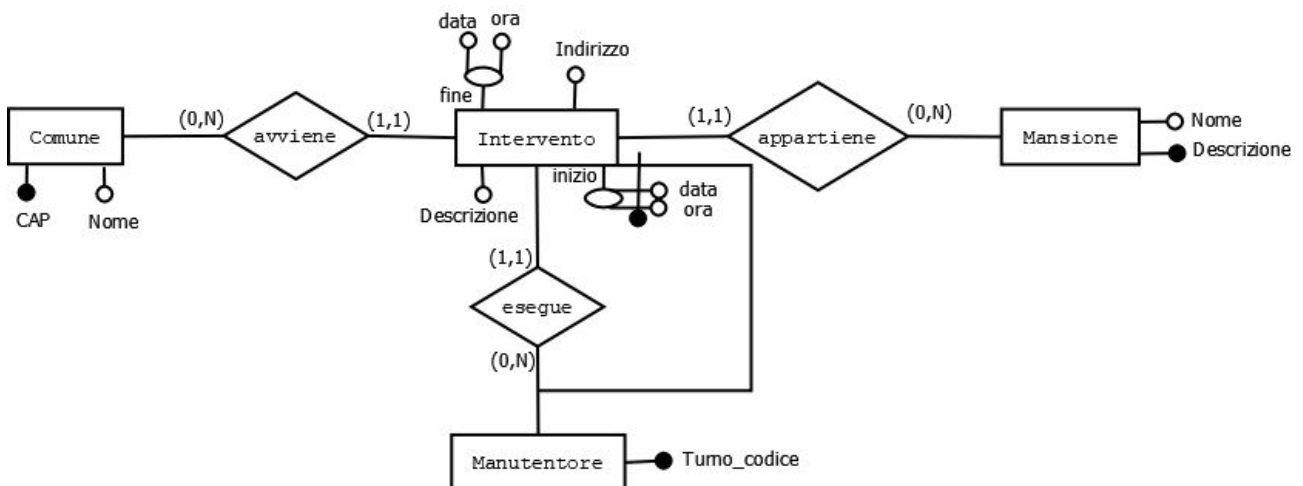 data ora
Indirizzo
fine
(0,N) (1,1) (1,1) (0,N)
Comune avviene Intervento appartiene Mansione
Nome
Descrizione
inizio
data
ora
CAP Nome Descrizione
(1,1)
esegue
(0,N)
Manutentore Turno_codice